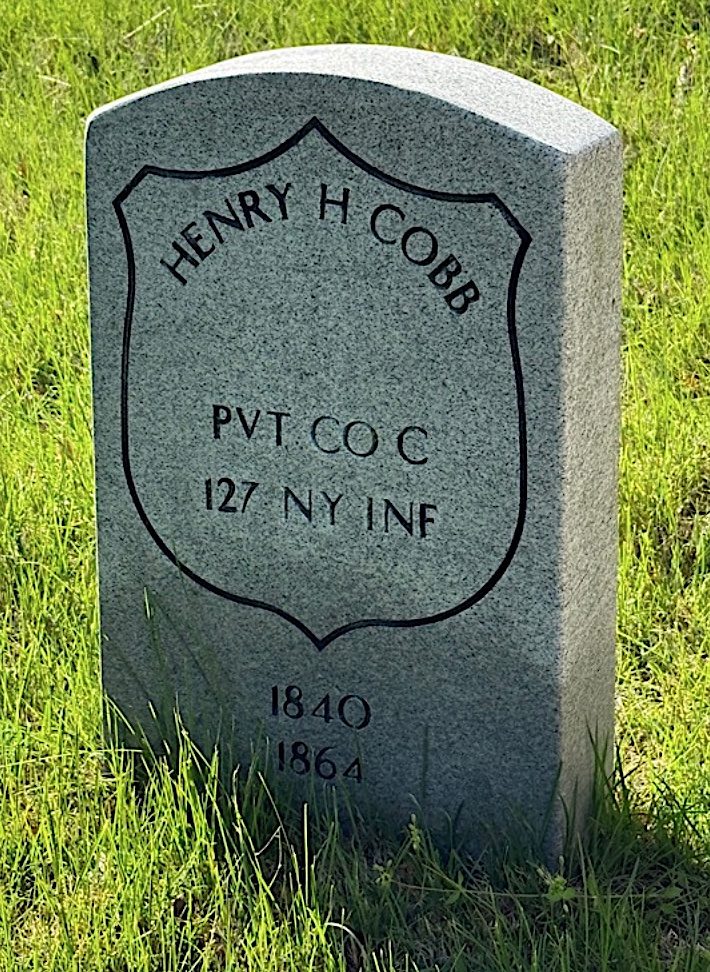 HENRY H COBB
PVT CO C
127 NY INF
1840
1864